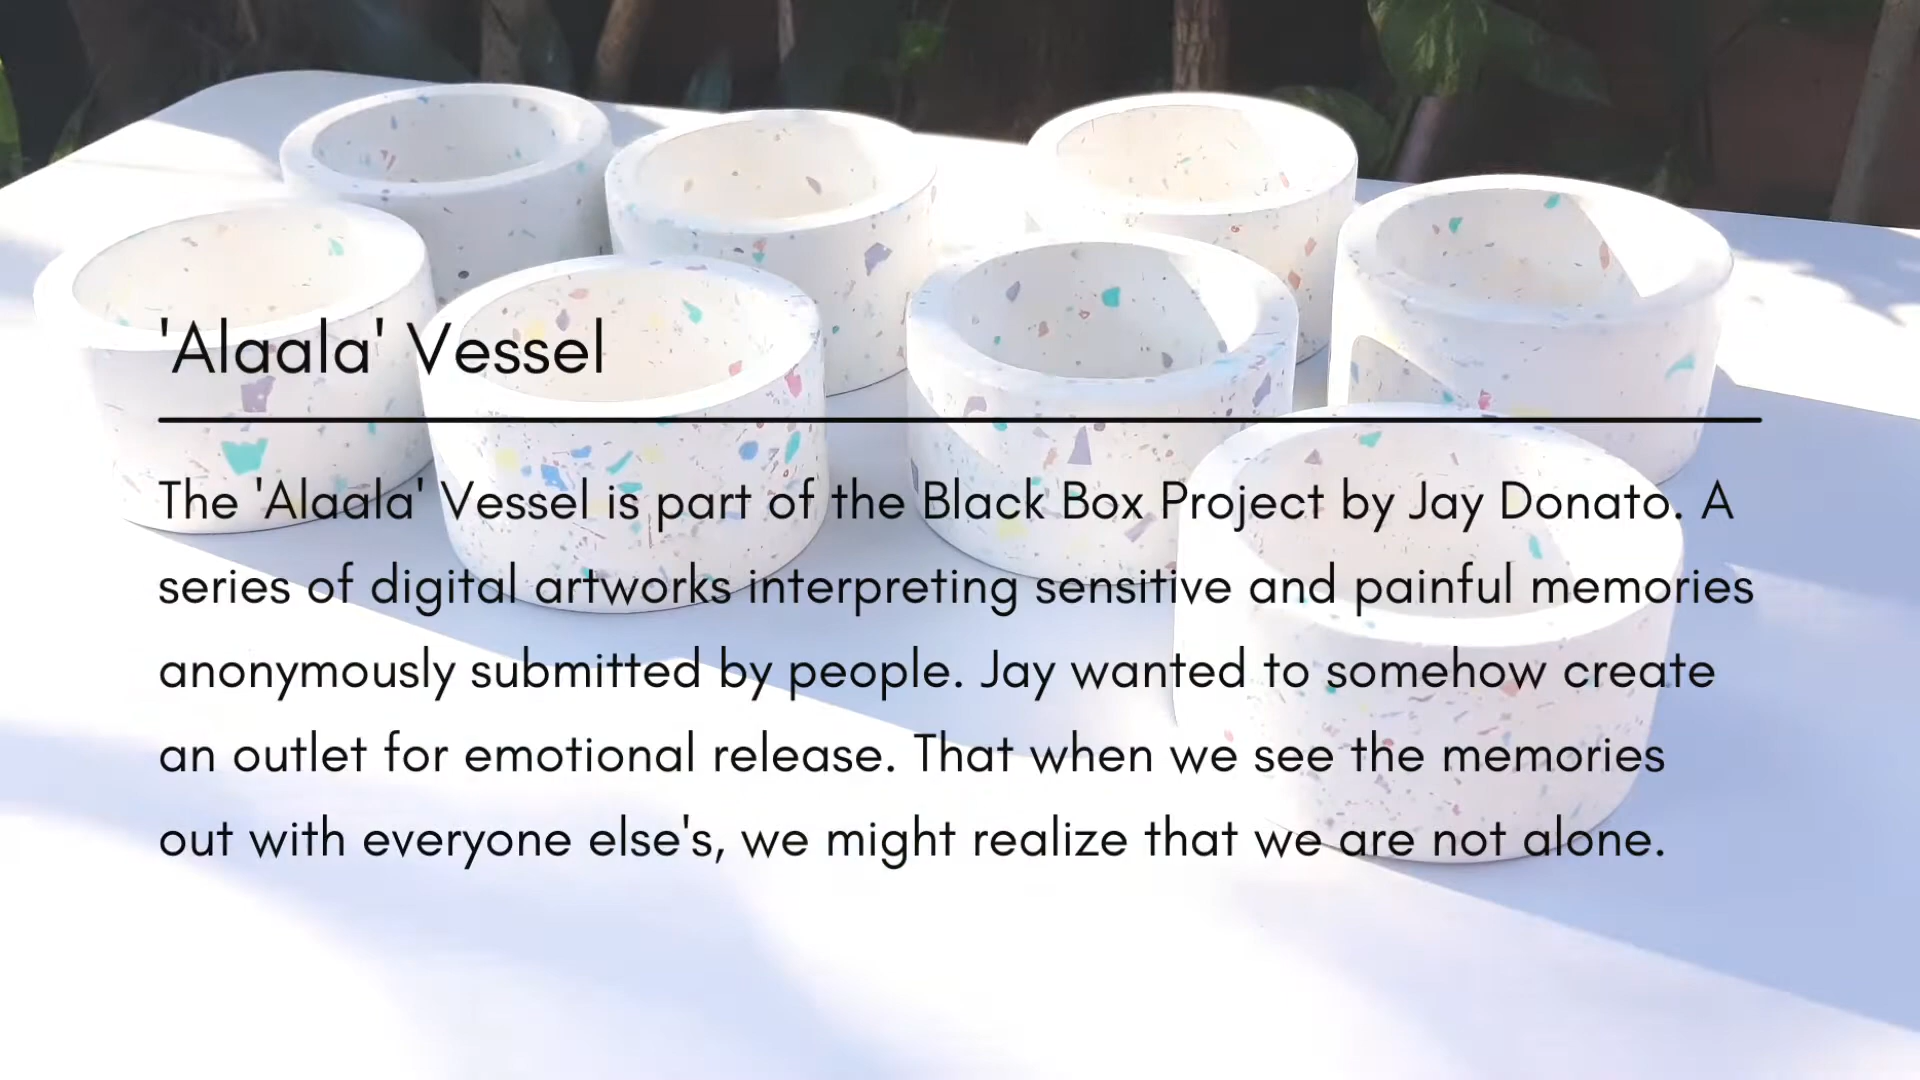 'Alaala' Vessel
The 'Alaala' Vessel is part of the Black Box Project by Jay Donato. A
series of digital artworks interpreting sensitive and painful memories
anonymously submitted by people. Jay wanted to somehow create
an outlet for emotional release. That when we see the memories
out with everyone else's, we might realize that we are not alone.